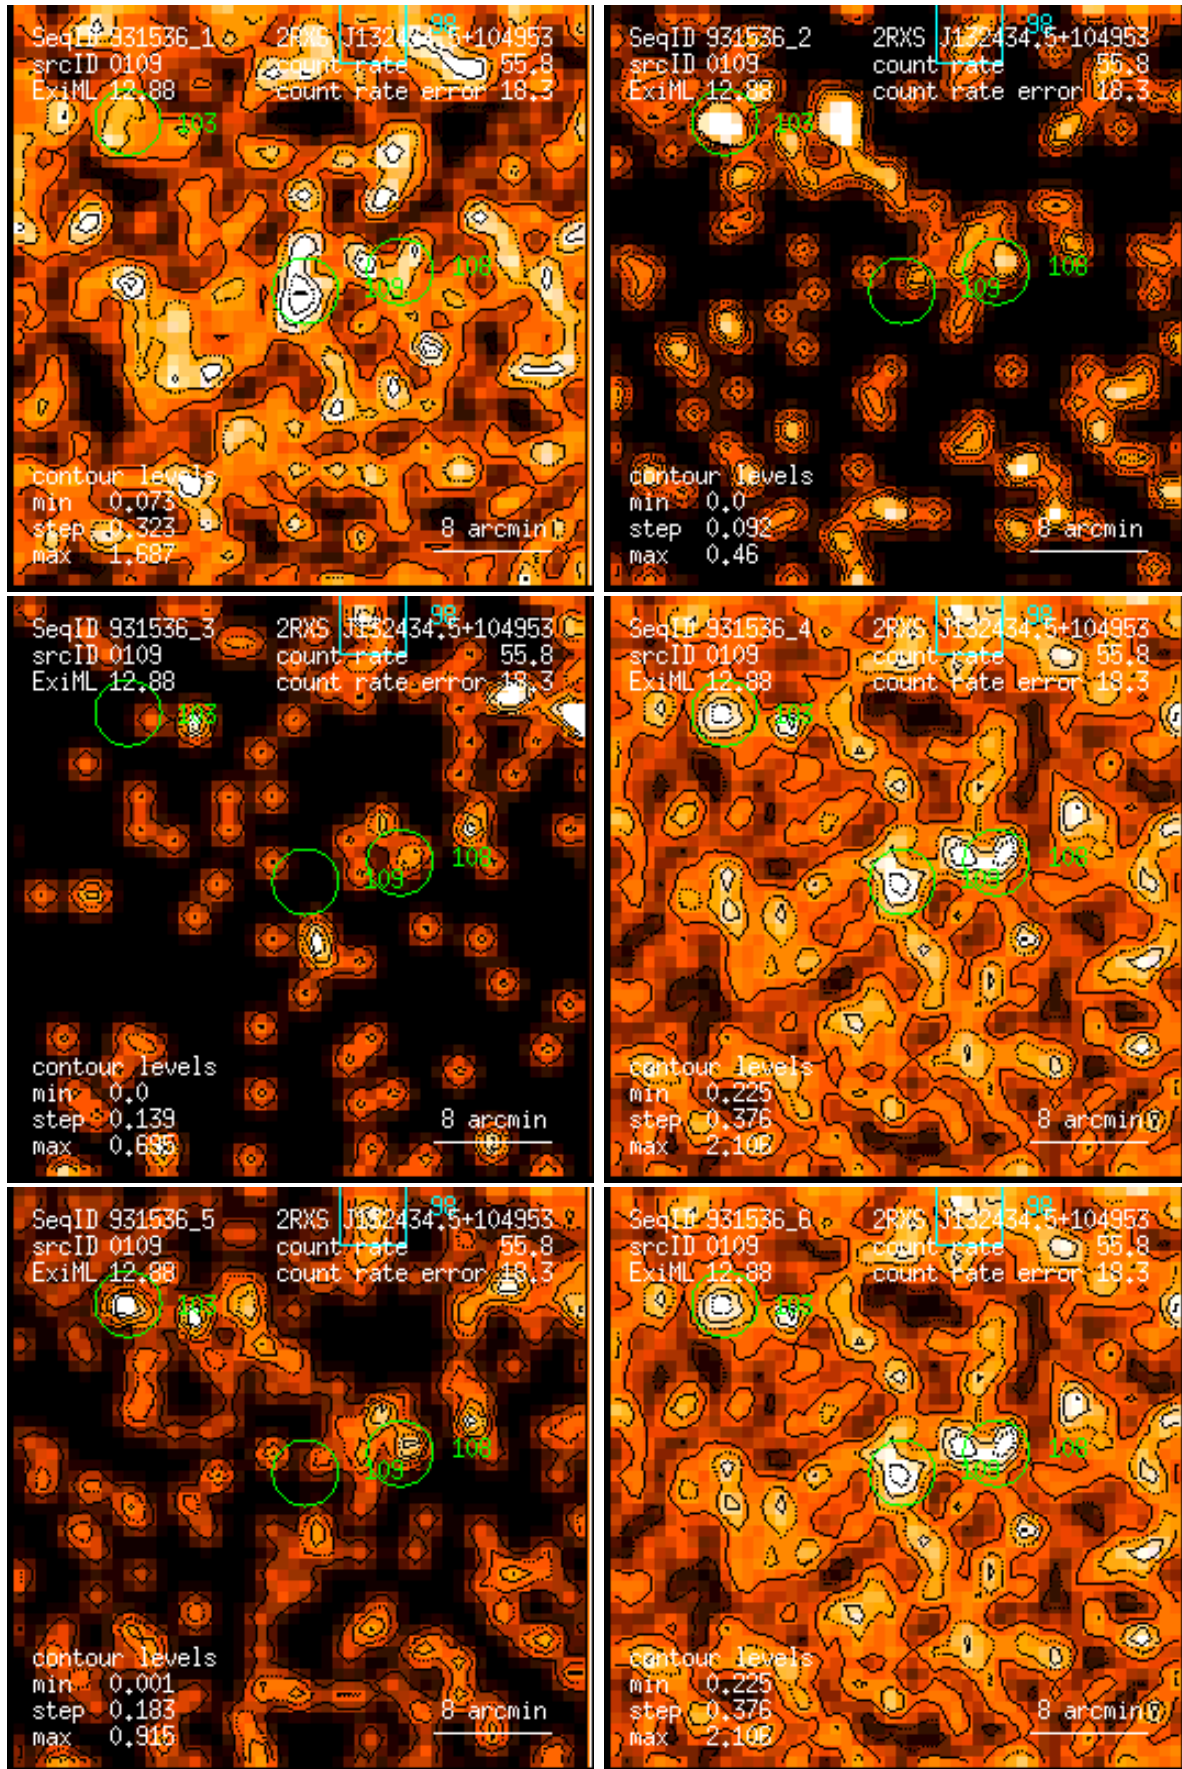 98
SeqID 931536_1 2RXS J132434.5+104953
srcID 0109 count rate 55.8
ExiML 12.88 count rate error 18.3
103
108
109
contour levels
min 0.073
step 0.323
max 1.687
8 arcmin
98
SeqID 931536_2 2RXS J132434.5+104953
srcID 0109 count rate 55.8
ExiML 12.88 count rate error 18.3
103
108
109
contour levels
min 0.0
step 0.092
max 0.46
8 arcmin
98
SeqID 931536_3 2RXS J132434.5+104953
srcID 0109 count rate 55.8
ExiML 12.88 count rate error 18.3
103
108
109
contour levels
min 0.0
step 0.139
max 0.695
8 arcmin
98
SeqID 931536_4 2RXS J132434.5+104953
srcID 0109 count rate 55.8
ExiML 12.88 count rate error 18.3
103
108
109
contour levels
min 0.225
step 0.376
max 2.106
8 arcmin
98
SeqID 931536_5 2RXS J132434.5+104953
srcID 0109 count rate 55.8
ExiML 12.88 count rate error 18.3
103
108
109
contour levels
min 0.001
step 0.183
max 0.915
8 arcmin
98
SeqID 931536_6 2RXS J132434.5+104953
srcID 0109 count rate 55.8
ExiML 12.88 count rate error 18.3
103
108
109
contour levels
min 0.225
step 0.376
max 2.106
8 arcmin